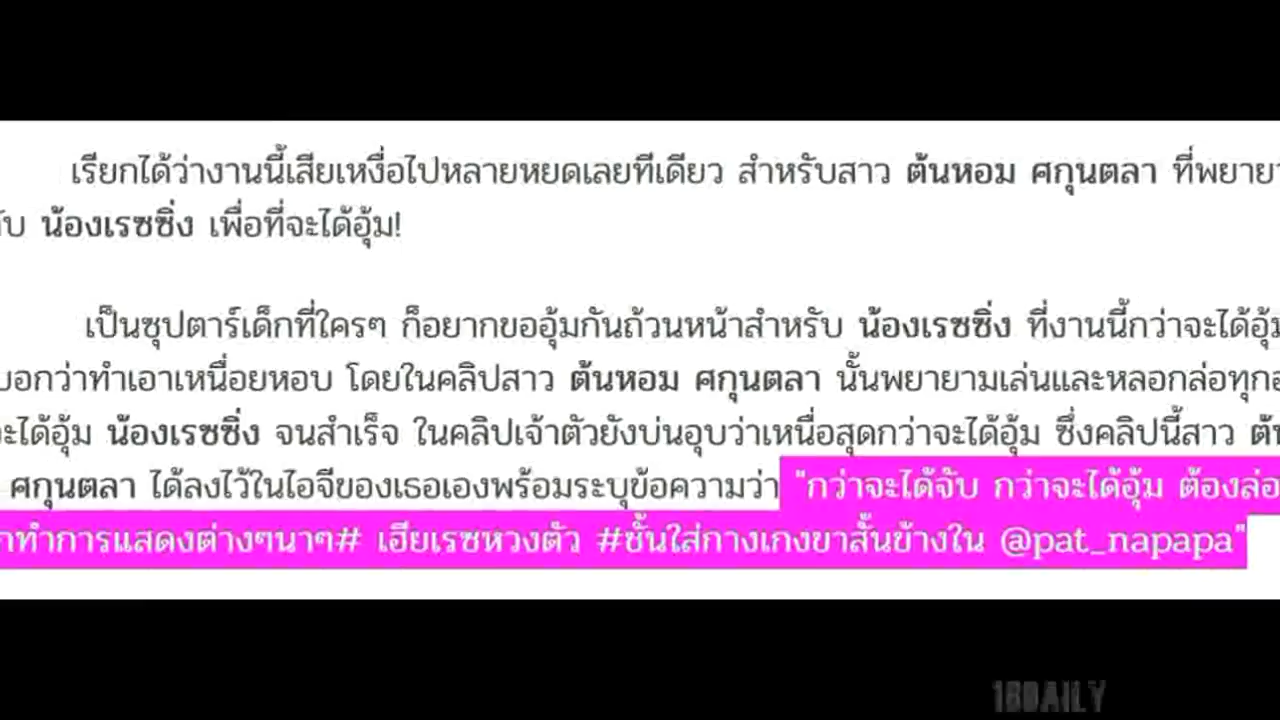 เรียกได้ว่างานนี้เสียเหงื่อไปหลายหยดเลยทีเดียว สำหรับสาว ต้นหอม ศกุนตลา ที่พยายา
น้องเรซซิ่ง เพื่อที่จะได้อุ้ม!
เป็นซุปตาร์เด็กที่ใครๆ ก็อยากขออุ้มกันถ้วนหน้าสำหรับ น้องเรซซิ่ง ที่งานนี้กว่าจะได้อุ้ม
บอกว่าทำเอาเหนื่อยหอบ โดยในคลิปสาว ต้นหอม ศกุนตลา นั้นพยายามเล่นและหลอกล่อทุกอ
จะได้อุ้ม น้องเรซซิ่ง จนสำเร็จ ในคลิปเจ้าตัวยังบ่นอุบว่าเหนื่อสุดกว่าจะได้อุ้ม ซึ่งคลิปนี้สาว ต้น
ศกุนตลา ได้ลงไว้ในไอจีของเธอเองพร้อมระบุข้อความว่า "กว่าจะได้จับ กว่าจะได้อุ้ม ต้องล่อ
กทำการแสดงต่างๆนาๆ# เฮียเรซหวงตัว #ชั้นใส่กางเกงขาสั้นข้างใน @pat_napapa"
18DAILY